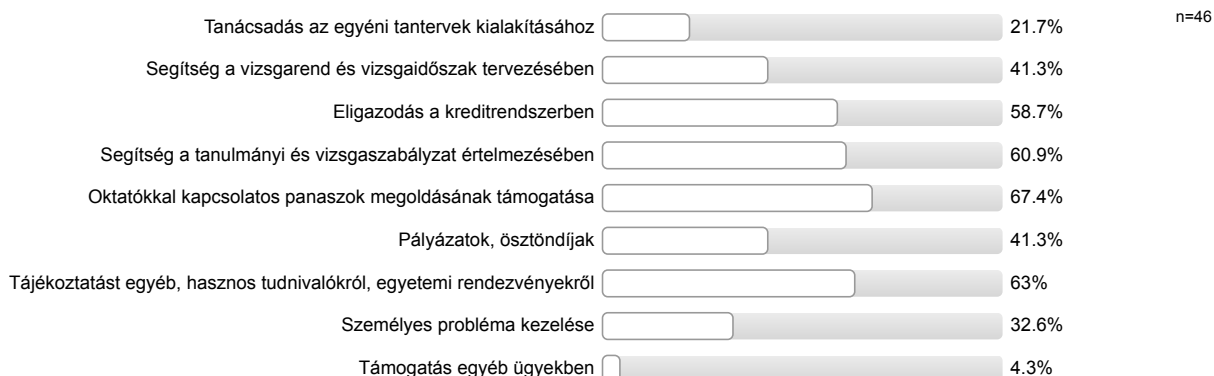 n=46
Tanácsadás az egyéni tantervek kialakításához 21.7%
Segítség a vizsgarend és vizsgaidőszak tervezésében 41.3%
Eligazodás a kreditrendszerben 58.7%
Segítség a tanulmányi és vizsgaszabályzat értelmezésében 60.9%
Oktatókkal kapcsolatos panaszok megoldásának támogatása 67.4%
Pályázatok, ösztöndíjak 41.3%
Tájékoztatást egyéb, hasznos tudnivalókról, egyetemi rendezvényekről 63%
Személyes probléma kezelése 32.6%
Támogatás egyéb ügyekben 4.3%